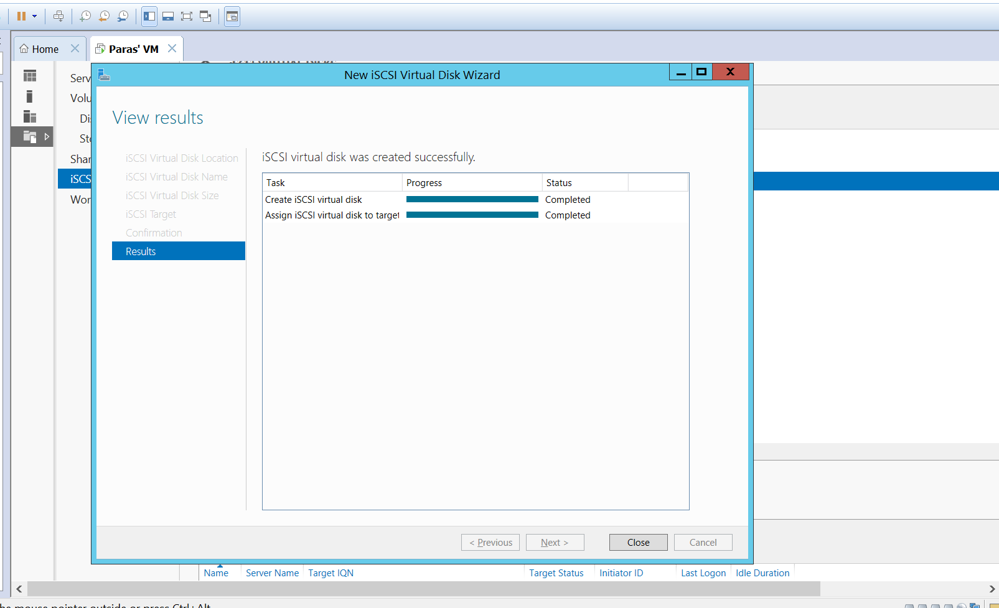 Home
Paras' VM
New iSCSI Virtual Disk Wizard
X
Serv
Volu
Di
Sto
Shar
iSCS
Wor
View results
iSCSI Virtual Disk Location
iSCSI Virtual Disk Name
iSCSI Virtual Disk Size
iSCSI Target
Confirmation
Results
iSCSI virtual disk was created successfully.
Task Progress Status
Create iSCSI virtual disk Completed
Assign iSCSI virtual disk to target Completed
< Previous Next > Close Cancel
Name Server Name Target IQN Target Status Initiator ID Last Logon Idle Duration
he mouse pointer outside or press Ctrl+Alt